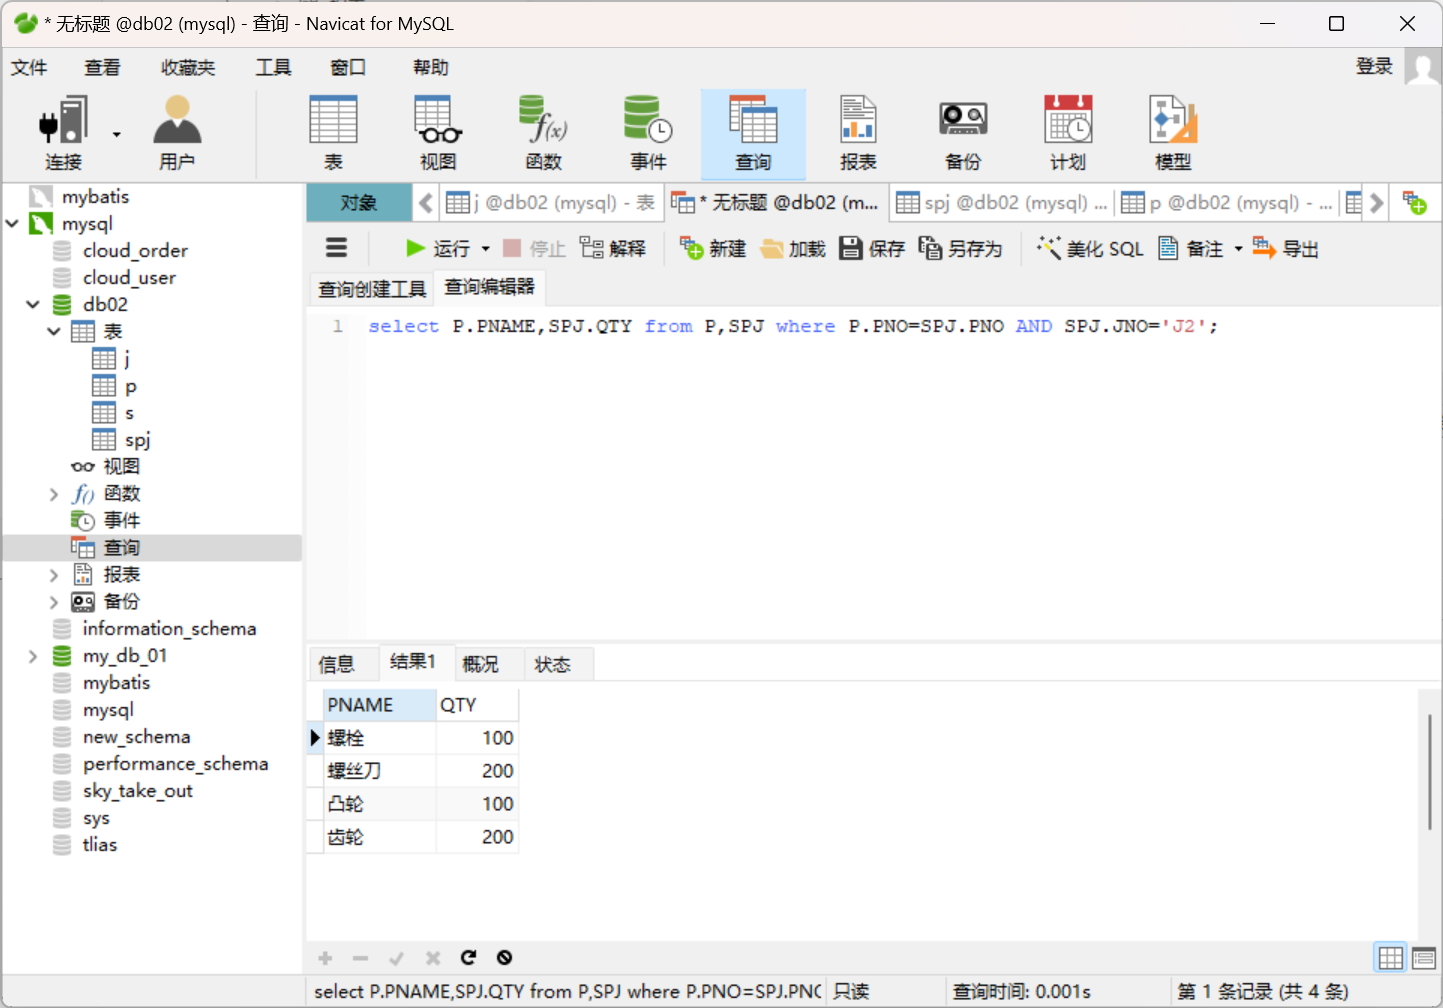 * 无标题 @db02 (mysql) - 查询 - Navicat for MySQL
文件 查看 收藏夹 工具 窗口 帮助 登录
连接 用户 表 视图 函数 事件 查询 报表 备份 计划 模型
对象 j @db02 (mysql) - 表 * 无标题 @db02 (m... spj @db02 (mysql) ... p @db02 (mysql) - ...
运行 停止 解释 新建 加载 保存 另存为 美化 SQL 备注 导出
查询创建工具 查询编辑器
1 select P.PNAME,SPJ.QTY from P,SPJ where P.PNO=SPJ.PNO AND SPJ.JNO='J2';
mybatis
mysql
cloud_order
cloud_user
db02
表
j
p
s
spj
视图
函数
事件
查询
报表
备份
information_schema
my_db_01
mybatis
mysql
new_schema
performance_schema
sky_take_out
sys
tlias
信息 结果1 概况 状态
PNAME QTY
螺栓 100
螺丝刀 200
凸轮 100
齿轮 200
select P.PNAME,SPJ.QTY from P,SPJ where P.PNO=SPJ.PNO 只读 查询时间: 0.001s 第 1 条记录 (共 4 条)